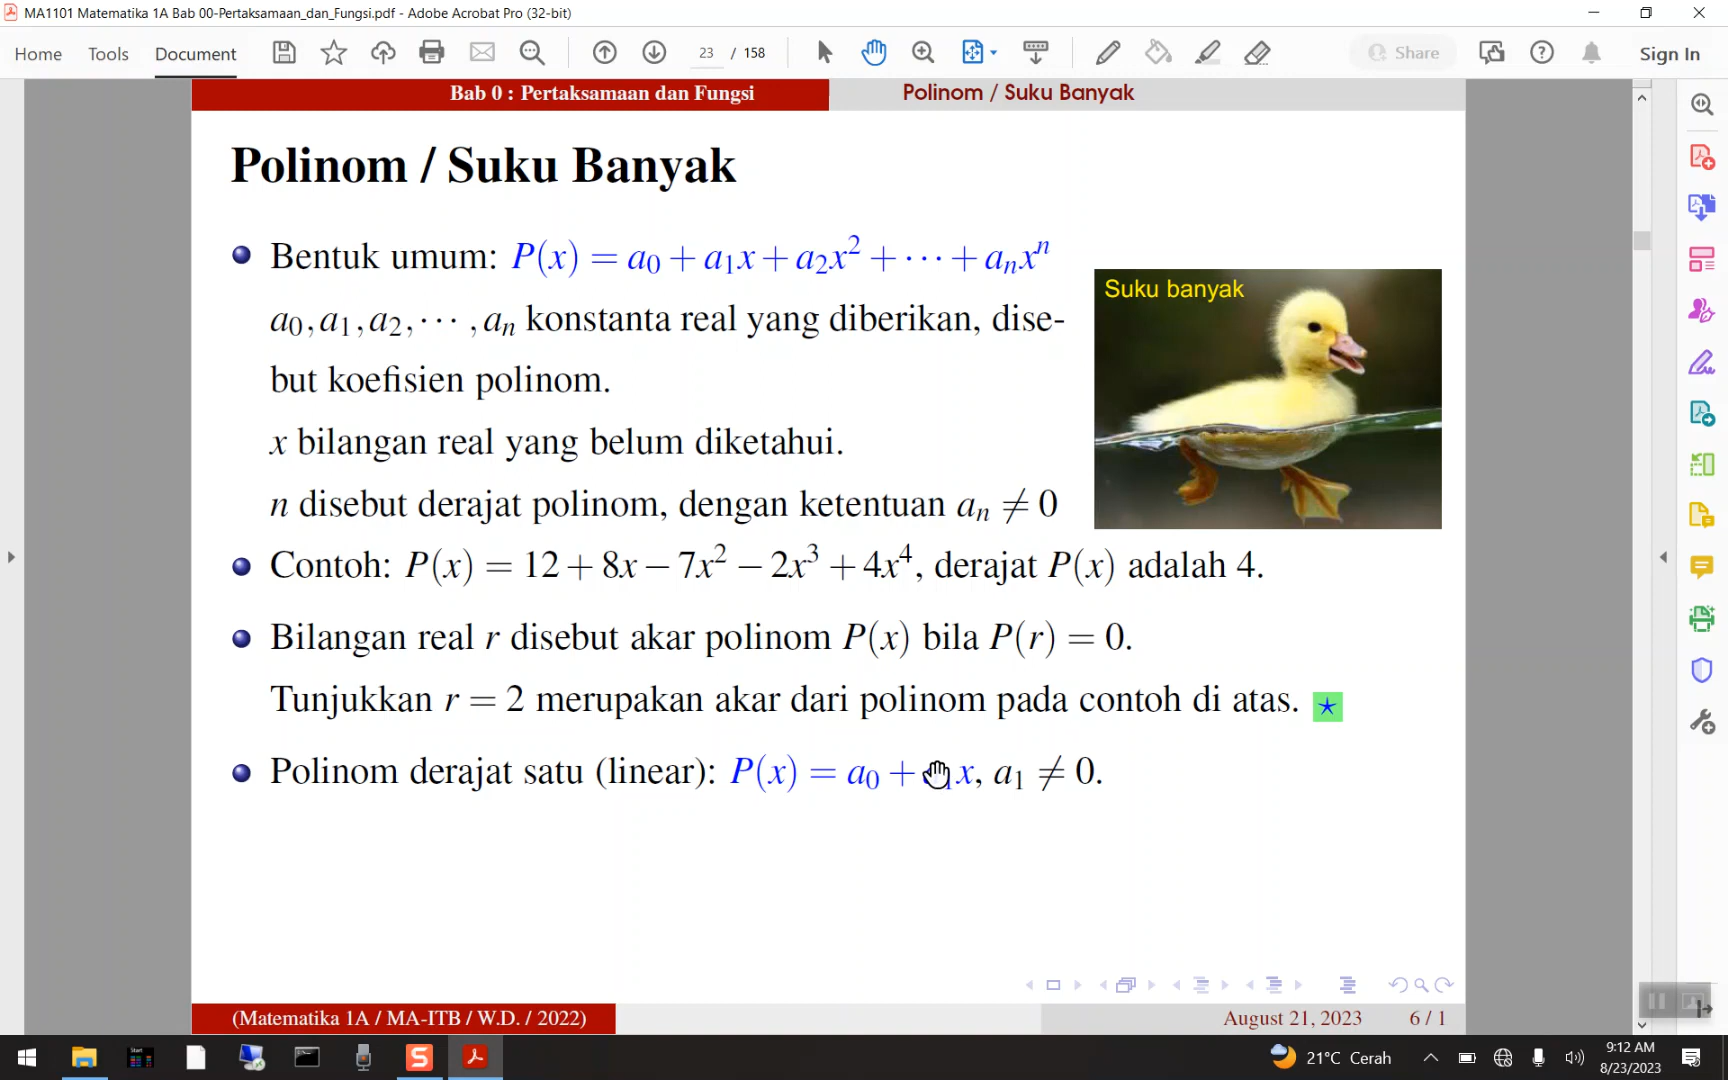 MA1101 Matematika 1A Bab 00-Pertaksamaan_dan_Fungsi.pdf - Adobe Acrobat Pro (32-bit)
Home Tools Document 23 / 158 Share Sign In
Bab 0 : Pertaksamaan dan Fungsi Polinom / Suku Banyak
Polinom / Suku Banyak
Bentuk umum: P(x) = a₀ + a₁x + a₂x² + ⋯ + aₙxⁿ
Suku banyak
a₀, a₁, a₂, ⋯ , aₙ konstanta real yang diberikan, dise-
but koefisien polinom.
x bilangan real yang belum diketahui.
n disebut derajat polinom, dengan ketentuan aₙ ≠ 0
Contoh: P(x) = 12 + 8x − 7x² − 2x³ + 4x⁴, derajat P(x) adalah 4.
Bilangan real r disebut akar polinom P(x) bila P(r) = 0.
Tunjukkan r = 2 merupakan akar dari polinom pada contoh di atas. ⋆
Polinom derajat satu (linear): P(x) = a₀ + ₁x, a₁ ≠ 0.
(Matematika 1A / MA-ITB / W.D. / 2022) August 21, 2023 6 / 1
Start
21°C Cerah
9:12 AM
8/23/2023